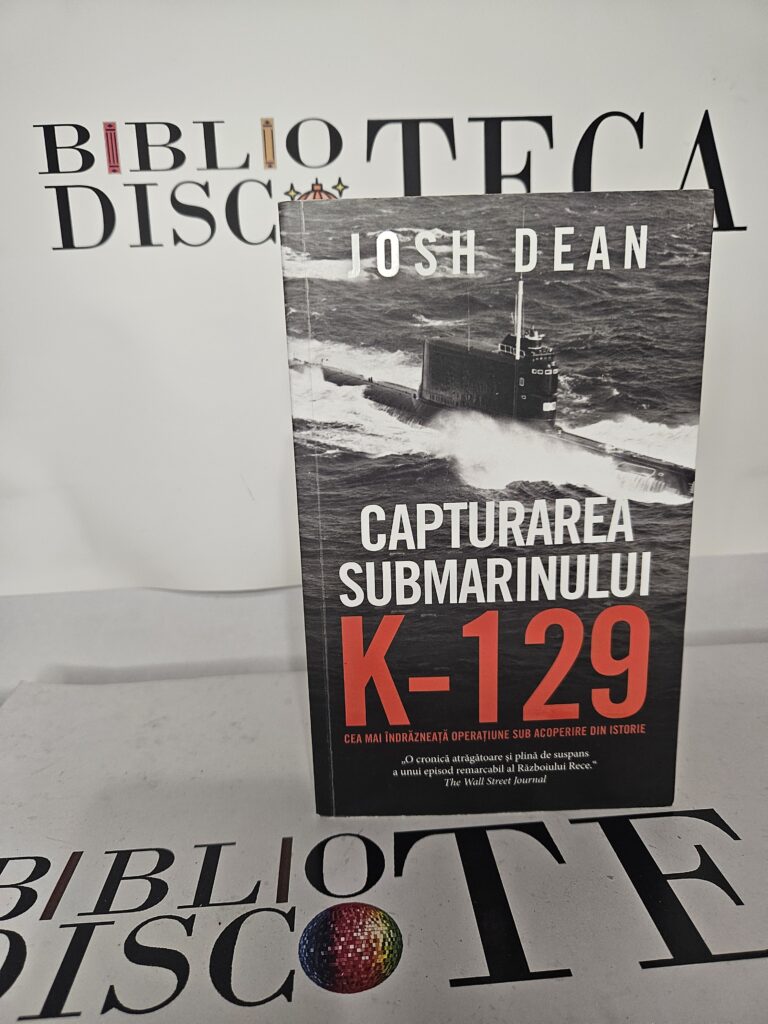 BIBLIOTECA
DISCO
JOSH DEAN
CAPTURAREA
SUBMARINULUI
K-129
CEA MAI ÎNDRĂZNEAȚĂ OPERAȚIUNE SUB ACOPERIRE DIN ISTORIE
„O cronică atrăgătoare și plină de suspans
a unui episod remarcabil al Războiului Rece.”
The Wall Street Journal
BIBLIOTE
DISCO